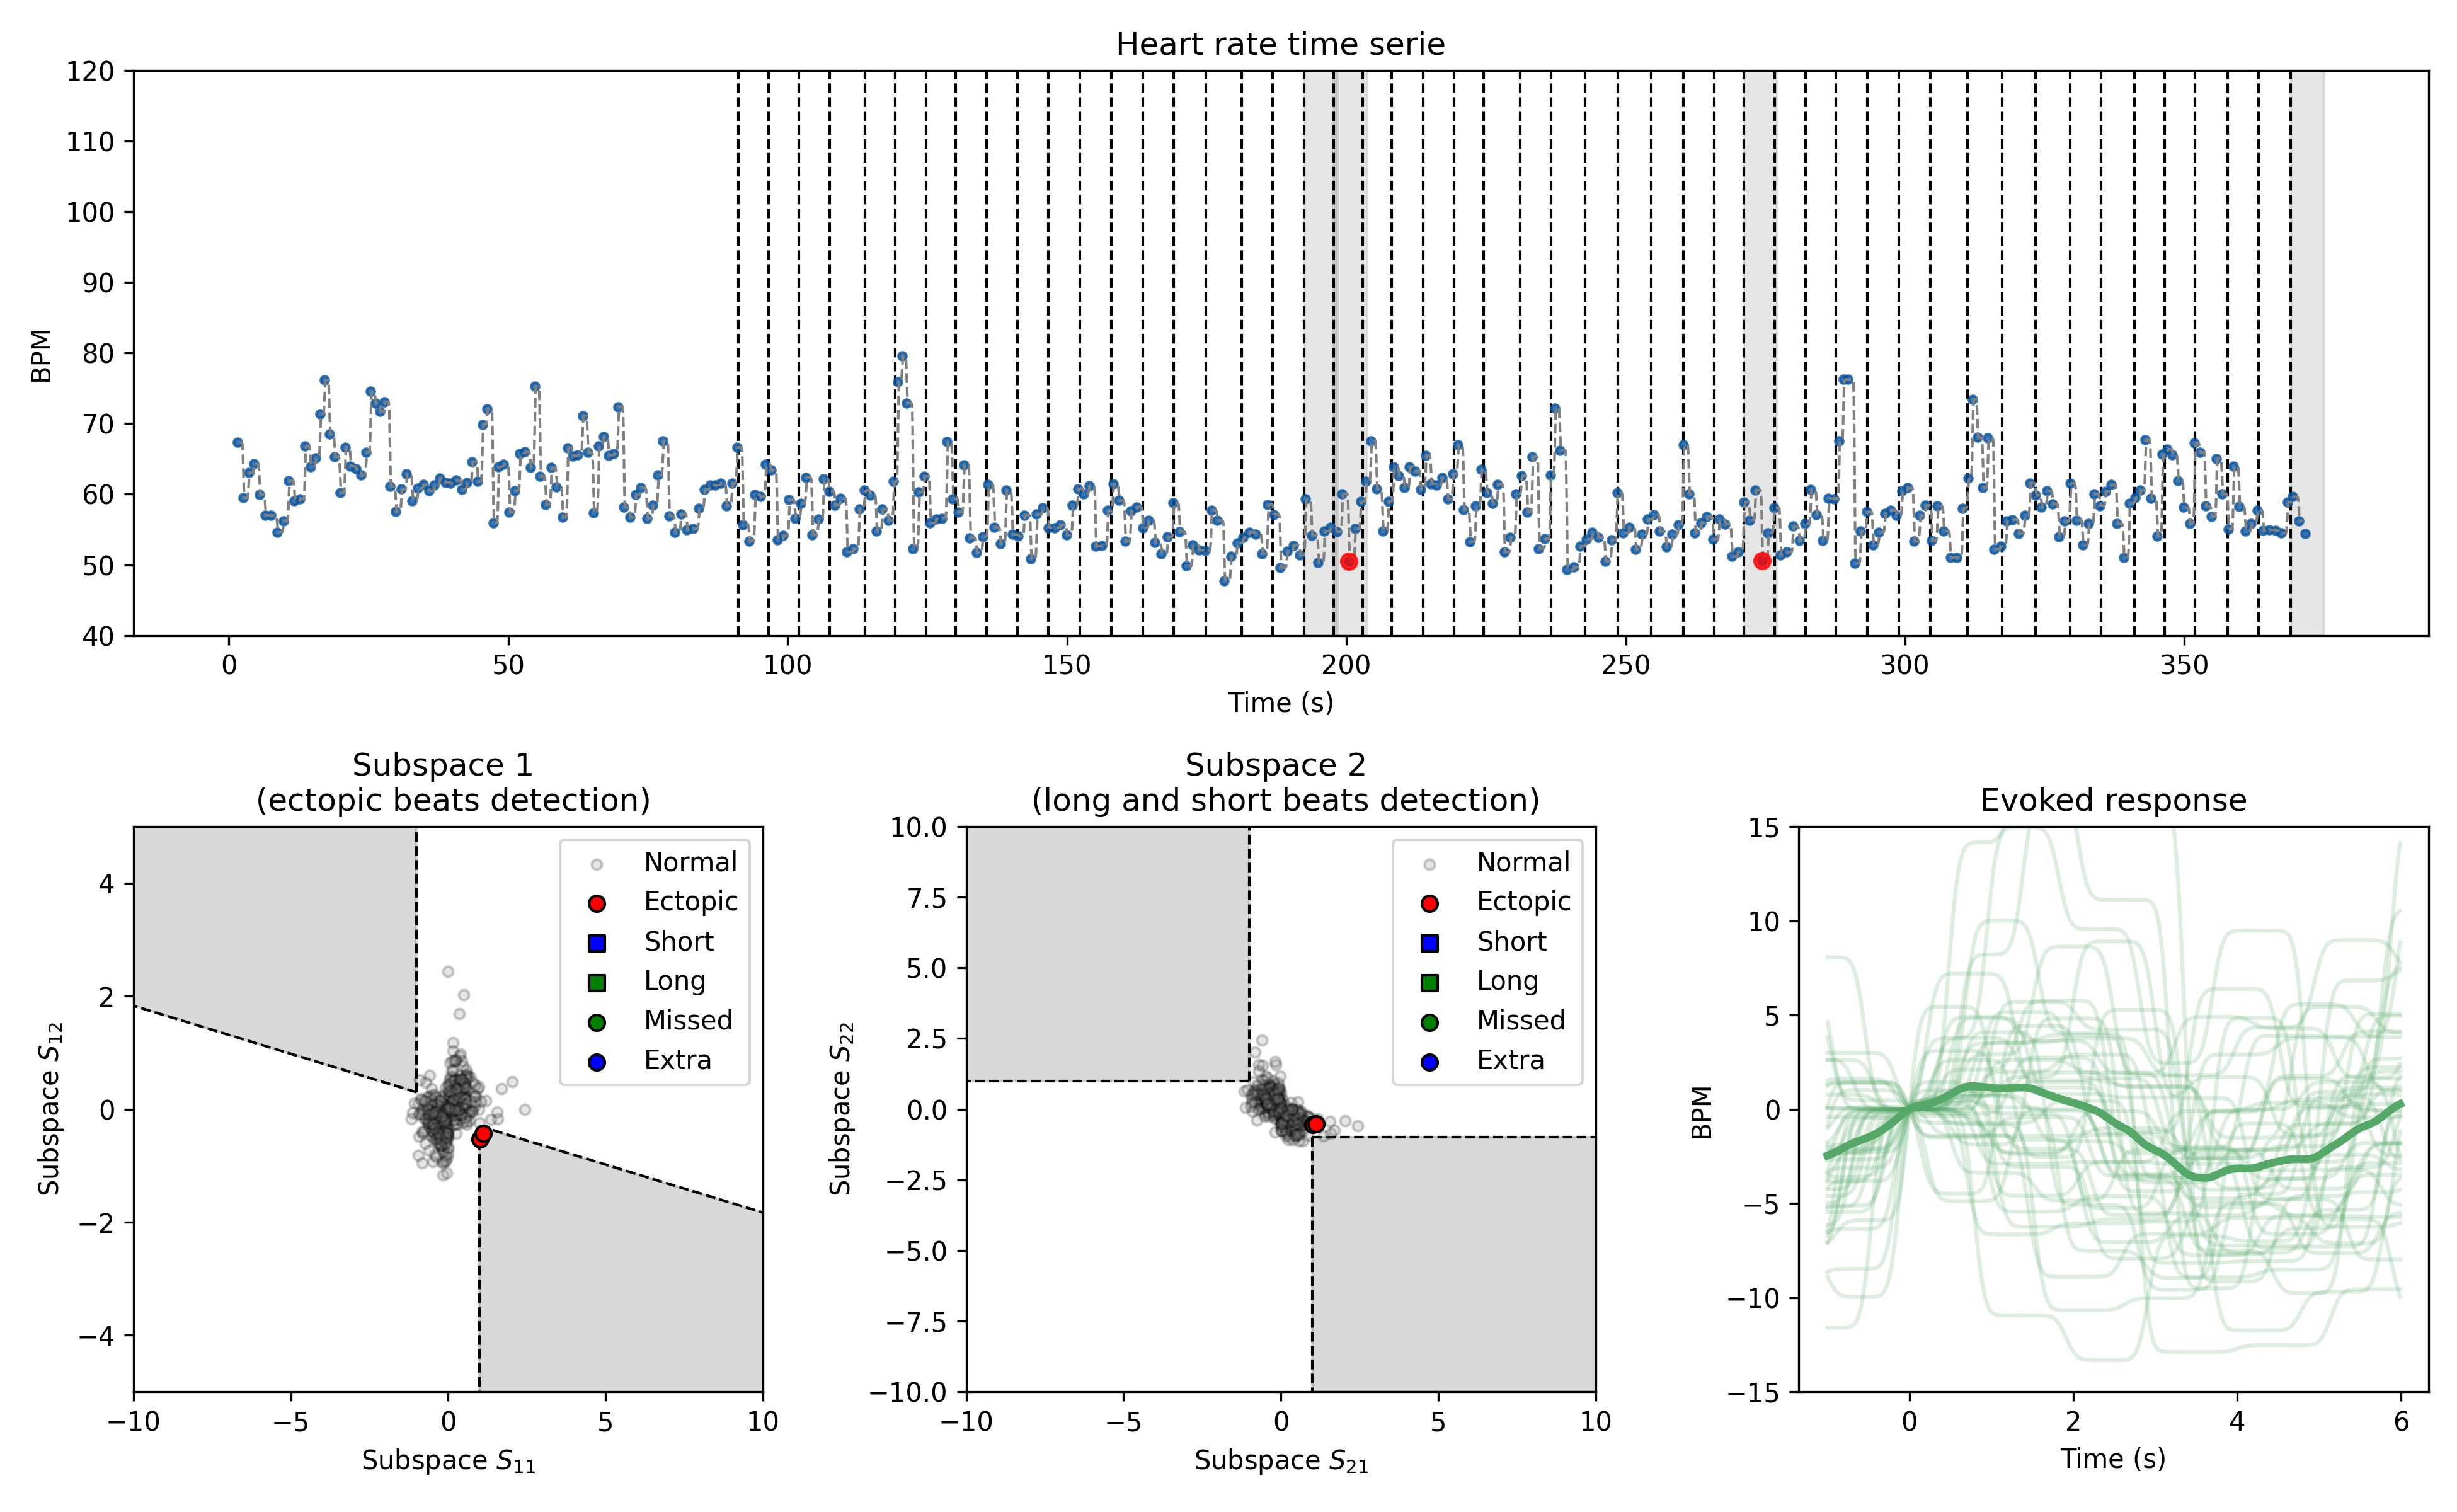 Heart rate time serie
120
110
100
90
80
70
60
50
40
BPM
0 50 100 150 200 250 300 350
Time (s)
Subspace 1
(ectopic beats detection)
4
2
0
−2
−4
Subspace S12
Normal
Ectopic
Short
Long
Missed
Extra
−10 −5 0 5 10
Subspace S11
Subspace 2
(long and short beats detection)
10.0
7.5
5.0
2.5
0.0
−2.5
−5.0
−7.5
−10.0
Subspace S22
Normal
Ectopic
Short
Long
Missed
Extra
−10 −5 0 5 10
Subspace S21
Evoked response
15
10
5
0
−5
−10
−15
BPM
0 2 4 6
Time (s)